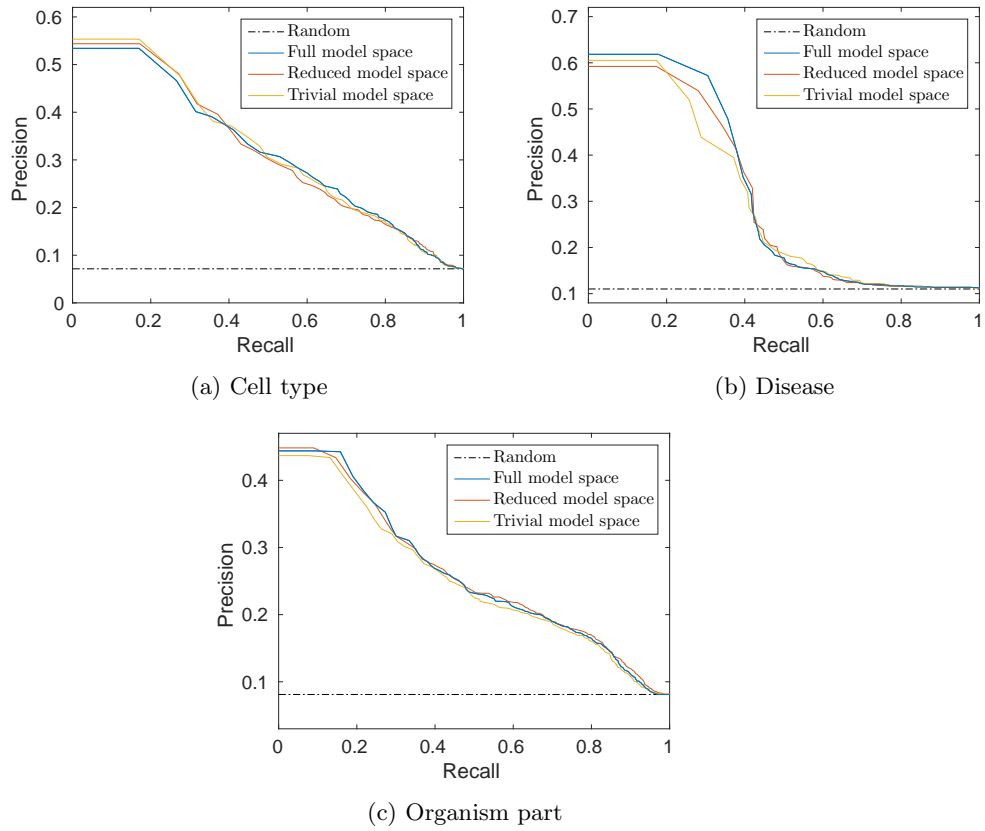 0.6
0.5
0.4
0.3
0.2
0.1
0
Precision
0 0.2 0.4 0.6 0.8 1
Recall
Random
Full model space
Reduced model space
Trivial model space
(a) Cell type
0.7
0.6
0.5
0.4
0.3
0.2
0.1
Precision
0 0.2 0.4 0.6 0.8 1
Recall
Random
Full model space
Reduced model space
Trivial model space
(b) Disease
0.4
0.3
0.2
0.1
Precision
0 0.2 0.4 0.6 0.8 1
Recall
Random
Full model space
Reduced model space
Trivial model space
(c) Organism part